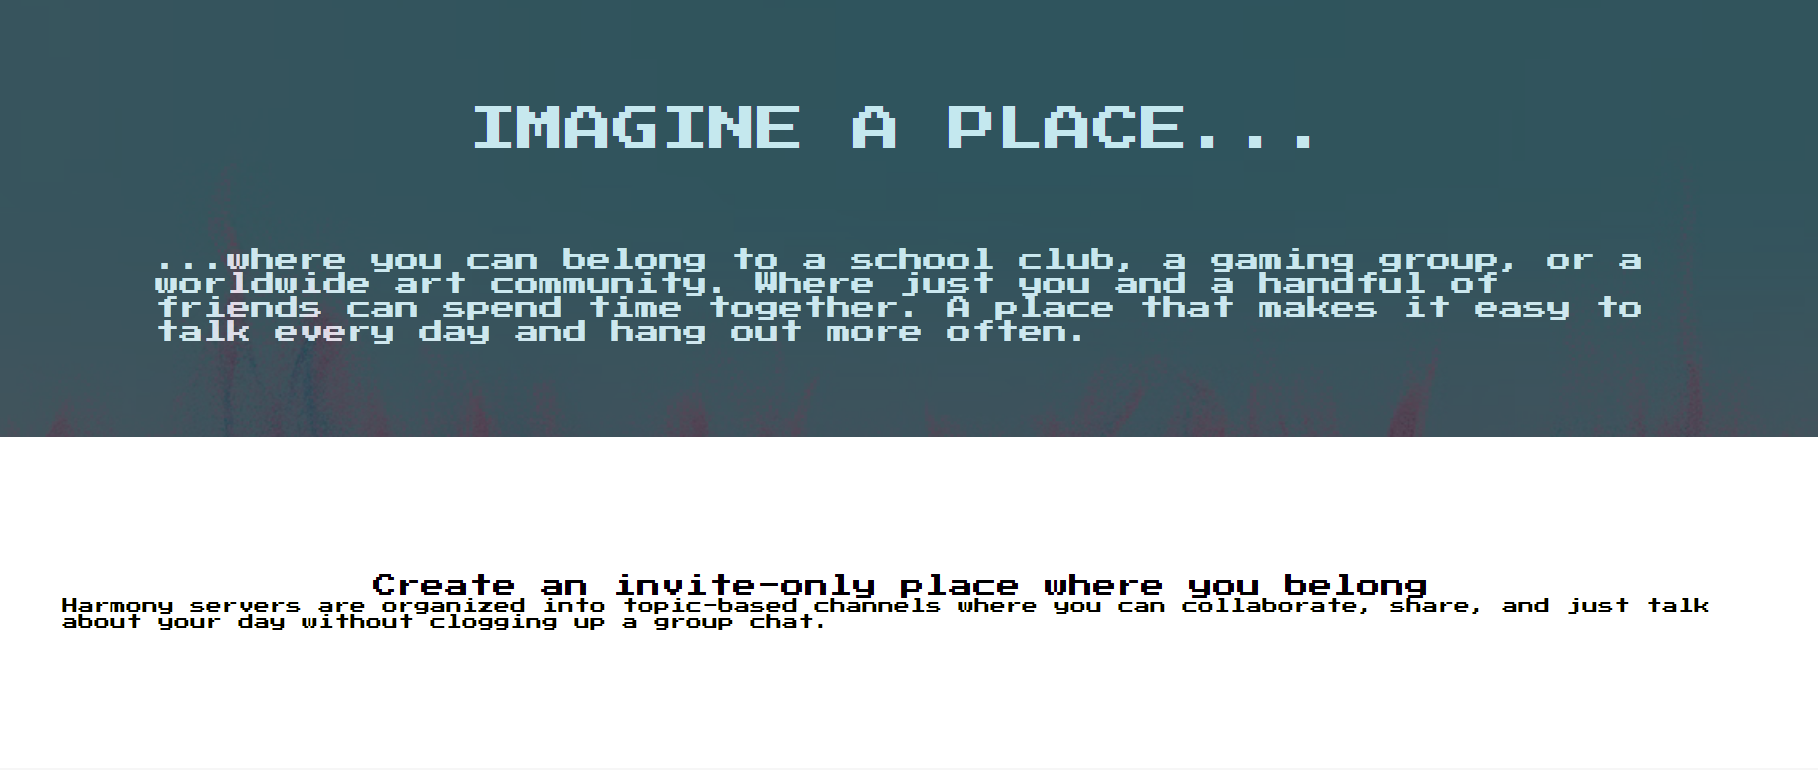 IMAGINE A PLACE...
...where you can belong to a school club, a gaming group, or a
worldwide art community. Where just you and a handful of
friends can spend time together. A place that makes it easy to
talk every day and hang out more often.
Create an invite-only place where you belong
Harmony servers are organized into topic-based channels where you can collaborate, share, and just talk
about your day without clogging up a group chat.